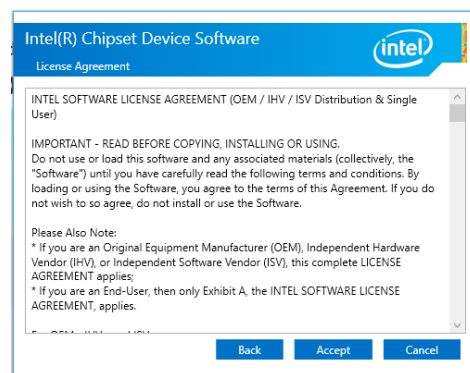 Intel(R) Chipset Device Software
License Agreement
intel
INTEL SOFTWARE LICENSE AGREEMENT (OEM / IHV / ISV Distribution & Single
User)
IMPORTANT - READ BEFORE COPYING, INSTALLING OR USING.
Do not use or load this software and any associated materials (collectively, the
"Software") until you have carefully read the following terms and conditions. By
loading or using the Software, you agree to the terms of this Agreement. If you do
not wish to so agree, do not install or use the Software.
Please Also Note:
* If you are an Original Equipment Manufacturer (OEM), Independent Hardware
Vendor (IHV), or Independent Software Vendor (ISV), this complete LICENSE
AGREEMENT applies;
* If you are an End-User, then only Exhibit A, the INTEL SOFTWARE LICENSE
AGREEMENT, applies.
Back Accept Cancel